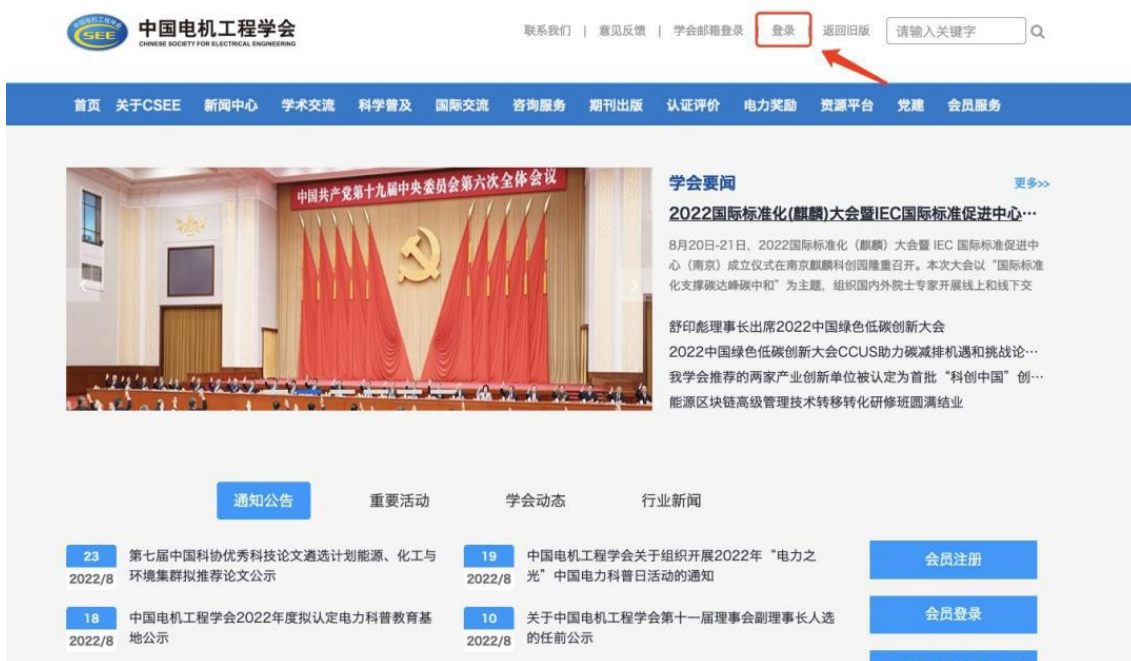 CSEE
中国电机工程学会
CHINESE SOCIETY FOR ELECTRICAL ENGINEERING
联系我们 | 意见反馈 | 学会邮箱登录 | 登录 | 返回旧版 请输入关键字
首页 关于CSEE 新闻中心 学术交流 科学普及 国际交流 咨询服务 期刊出版 认证评价 电力奖励 资源平台 党建 会员服务
中国共产党第十九届中央委员会第六次全体会议
学会要闻 更多>>
2022国际标准化(麒麟)大会暨IEC国际标准促进中心…
8月20日-21日，2022国际标准化（麒麟）大会暨 IEC 国际标准促进中
心（南京）成立仪式在南京麒麟科创园隆重召开。本次大会以“国际标准
化支撑碳达峰碳中和”为主题，组织国内外院士专家开展线上和线下交
舒印彪理事长出席2022中国绿色低碳创新大会
2022中国绿色低碳创新大会CCUS助力碳减排机遇和挑战论…
我学会推荐的两家产业创新单位被认定为首批“科创中国”创…
能源区块链高级管理技术转移转化研修班圆满结业
通知公告 重要活动 学会动态 行业新闻
23
2022/8
第七届中国科协优秀科技论文遴选计划能源、化工与
环境集群拟推荐论文公示
19
2022/8
中国电机工程学会关于组织开展2022年“电力之
光”中国电力科普日活动的通知
会员注册
18
2022/8
中国电机工程学会2022年度拟认定电力科普教育基
地公示
10
2022/8
关于中国电机工程学会第十一届理事会副理事长人选
的任前公示
会员登录